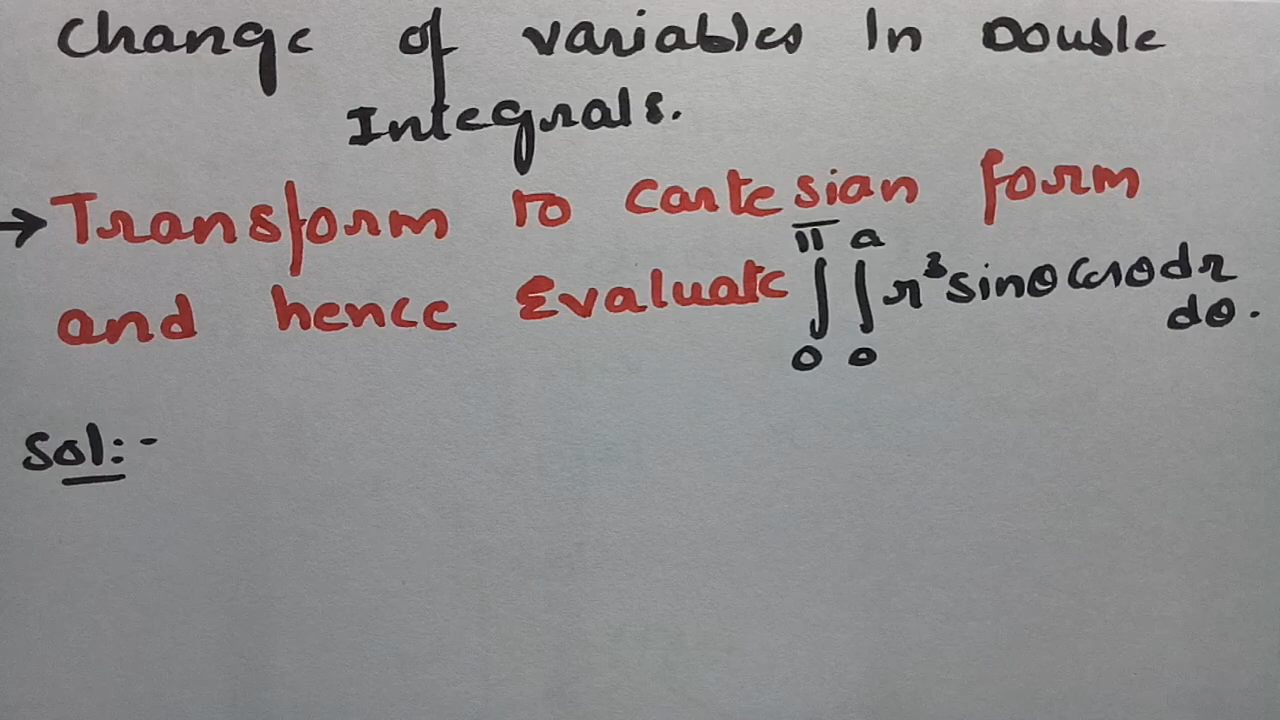 Change of variables In Double
Integrals.
→ Transform to cartesian form
and hence Evaluate ∫₀^π ∫₀^a r³ sinθ cosθ dr
dθ.
Sol:-